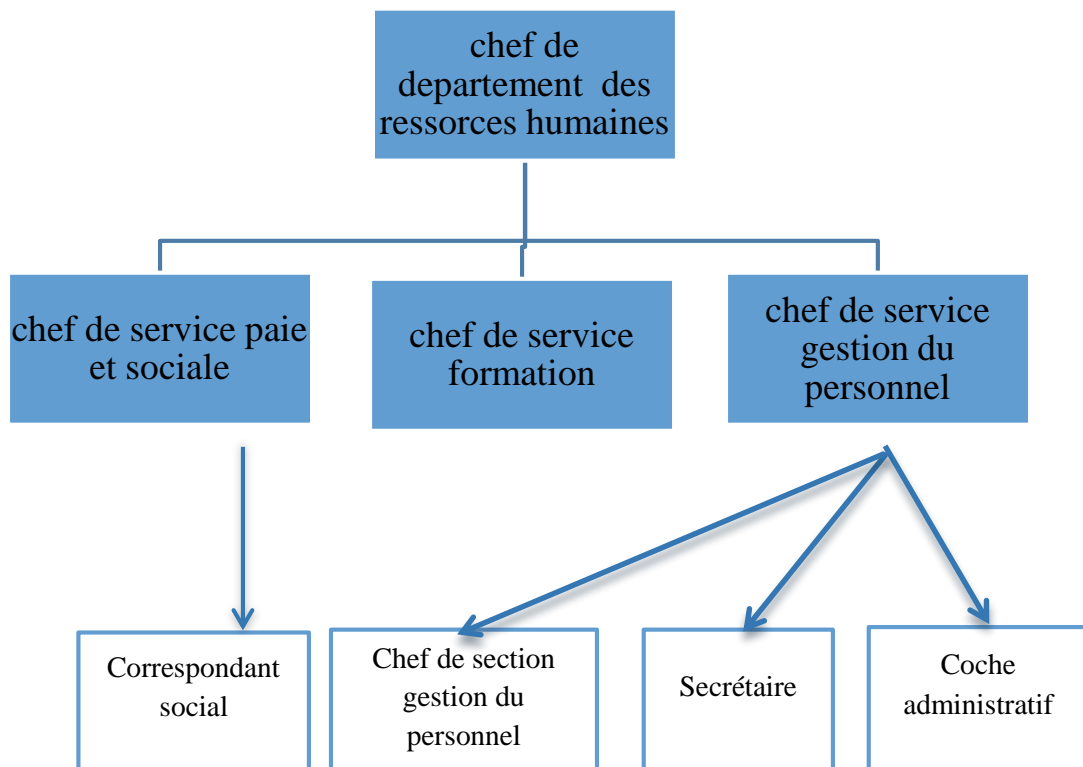 chef de
departement des
ressorces humaines
chef de service paie
et sociale
chef de service
formation
chef de service
gestion du
personnel
Correspondant
social
Chef de section
gestion du
personnel
Secrétaire
Coche
administratif